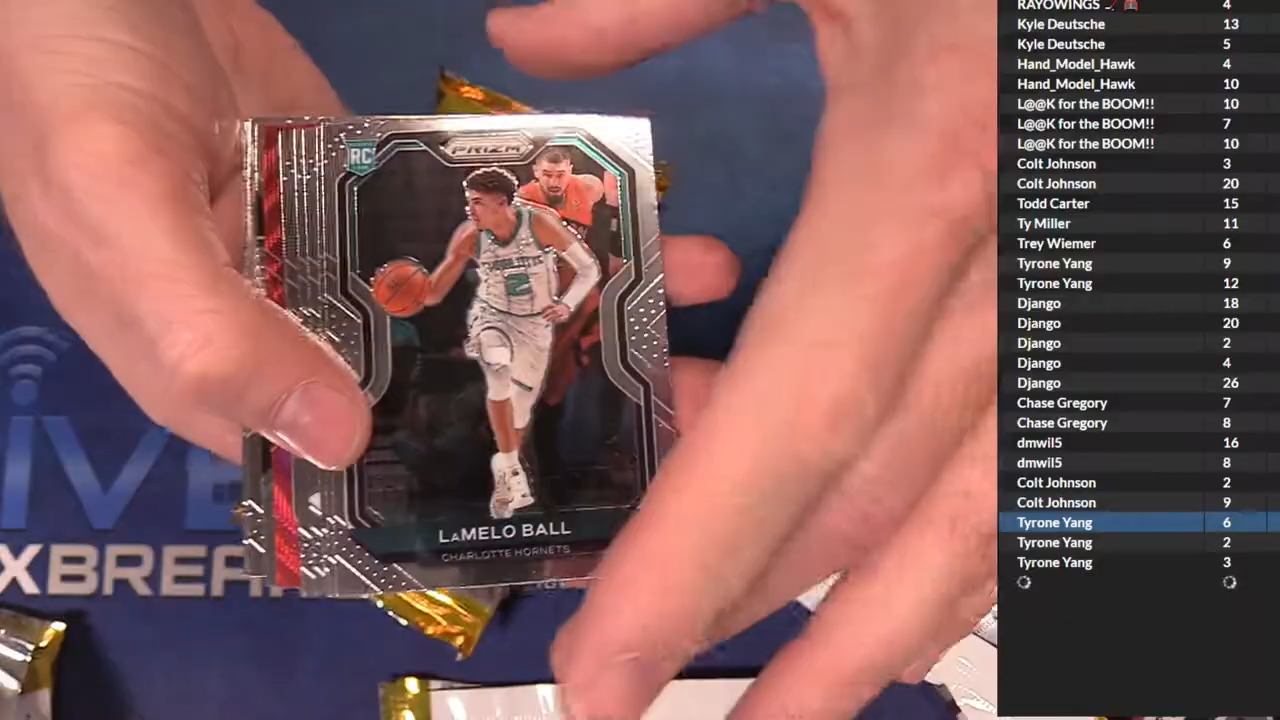 RC
PRIZM
CHARLOTTE
2
LAMELO BALL
CHARLOTTE HORNETS
IVE
XBREA
RAYOWINGS 4
Kyle Deutsche 13
Kyle Deutsche 5
Hand_Model_Hawk 4
Hand_Model_Hawk 10
L@@K for the BOOM!! 10
L@@K for the BOOM!! 7
L@@K for the BOOM!! 10
Colt Johnson 3
Colt Johnson 20
Todd Carter 15
Ty Miller 11
Trey Wiemer 6
Tyrone Yang 9
Tyrone Yang 12
Django 18
Django 20
Django 2
Django 4
Django 26
Chase Gregory 7
Chase Gregory 8
dmwil5 16
dmwil5 8
Colt Johnson 2
Colt Johnson 9
Tyrone Yang 6
Tyrone Yang 2
Tyrone Yang 3